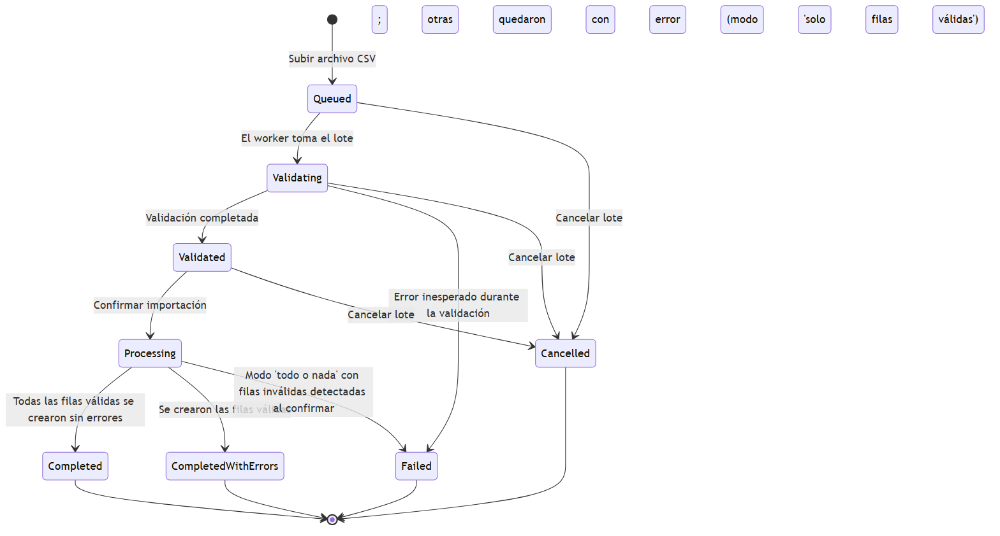 ;
otras
quedaron
con
error
(modo
'solo
filas
válidas')
Subir archivo CSV
Queued
El worker toma el lote
Validating
Validación completada
Cancelar lote
Validated
Cancelar lote
Error inesperado durante
la validación
Confirmar importación
Cancelar lote
Processing
Cancelled
Modo 'todo o nada' con
filas inválidas detectadas
al confirmar
Todas las filas válidas se
crearon sin errores
Se crearon las filas válidas
Completed
CompletedWithErrors
Failed